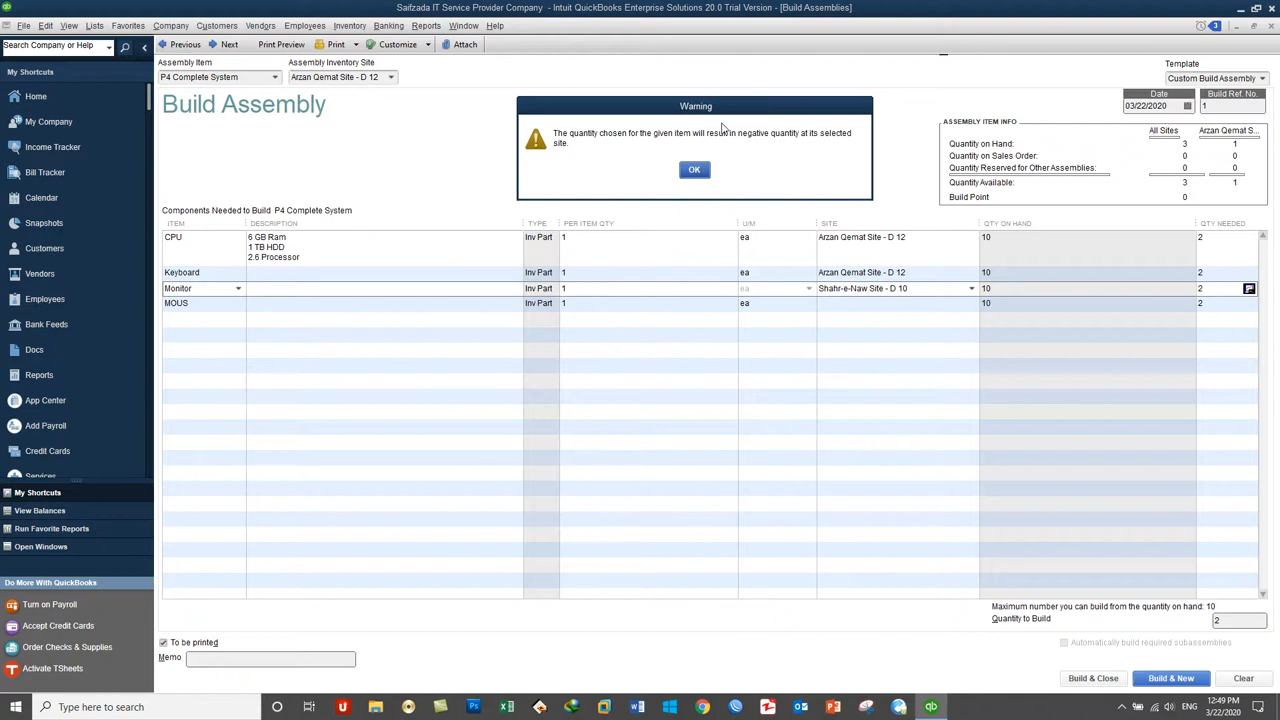 Saifzada IT Service Provider Company - Intuit QuickBooks Enterprise Solutions 20.0 Trial Version - [Build Assemblies]
File Edit View Lists Favorites Company Customers Vendors Employees Inventory Banking Reports Window Help
3
Search Company or Help
Previous Next Print Preview Print Customize Attach
My Shortcuts
Home
My Company
Income Tracker
Bill Tracker
Calendar
Snapshots
Customers
Vendors
Employees
Bank Feeds
Docs
Reports
App Center
Add Payroll
Credit Cards
Services
My Shortcuts
View Balances
Run Favorite Reports
Open Windows
Do More With QuickBooks
Turn on Payroll
Accept Credit Cards
Order Checks & Supplies
Activate TSheets
Assembly Item Assembly Inventory Site
P4 Complete System Arzan Qemat Site - D 12
Template
Custom Build Assembly
Build Assembly
Date Build Ref. No.
03/22/2020 1
Warning
The quantity chosen for the given item will result in negative quantity at its selected
site.
OK
ASSEMBLY ITEM INFO
All Sites Arzan Qemat S...
Quantity on Hand: 3 1
Quantity on Sales Order: 0 0
Quantity Reserved for Other Assemblies: 0 0
Quantity Available: 3 1
Build Point 0
Components Needed to Build P4 Complete System
ITEM DESCRIPTION TYPE PER ITEM QTY U/M SITE QTY ON HAND QTY NEEDED
CPU 6 GB Ram Inv Part 1 ea Arzan Qemat Site - D 12 10 2
1 TB HDD
2.6 Processor
Keyboard Inv Part 1 ea Arzan Qemat Site - D 12 10 2
Monitor Inv Part 1 ea Shahr-e-Naw Site - D 10 10 2
MOUS Inv Part 1 ea 10 2
Maximum number you can build from the quantity on hand: 10
Quantity to Build 2
To be printed
Automatically build required subassemblies
Memo
Build & Close Build & New Clear
Type here to search
12:49 PM
3/22/2020